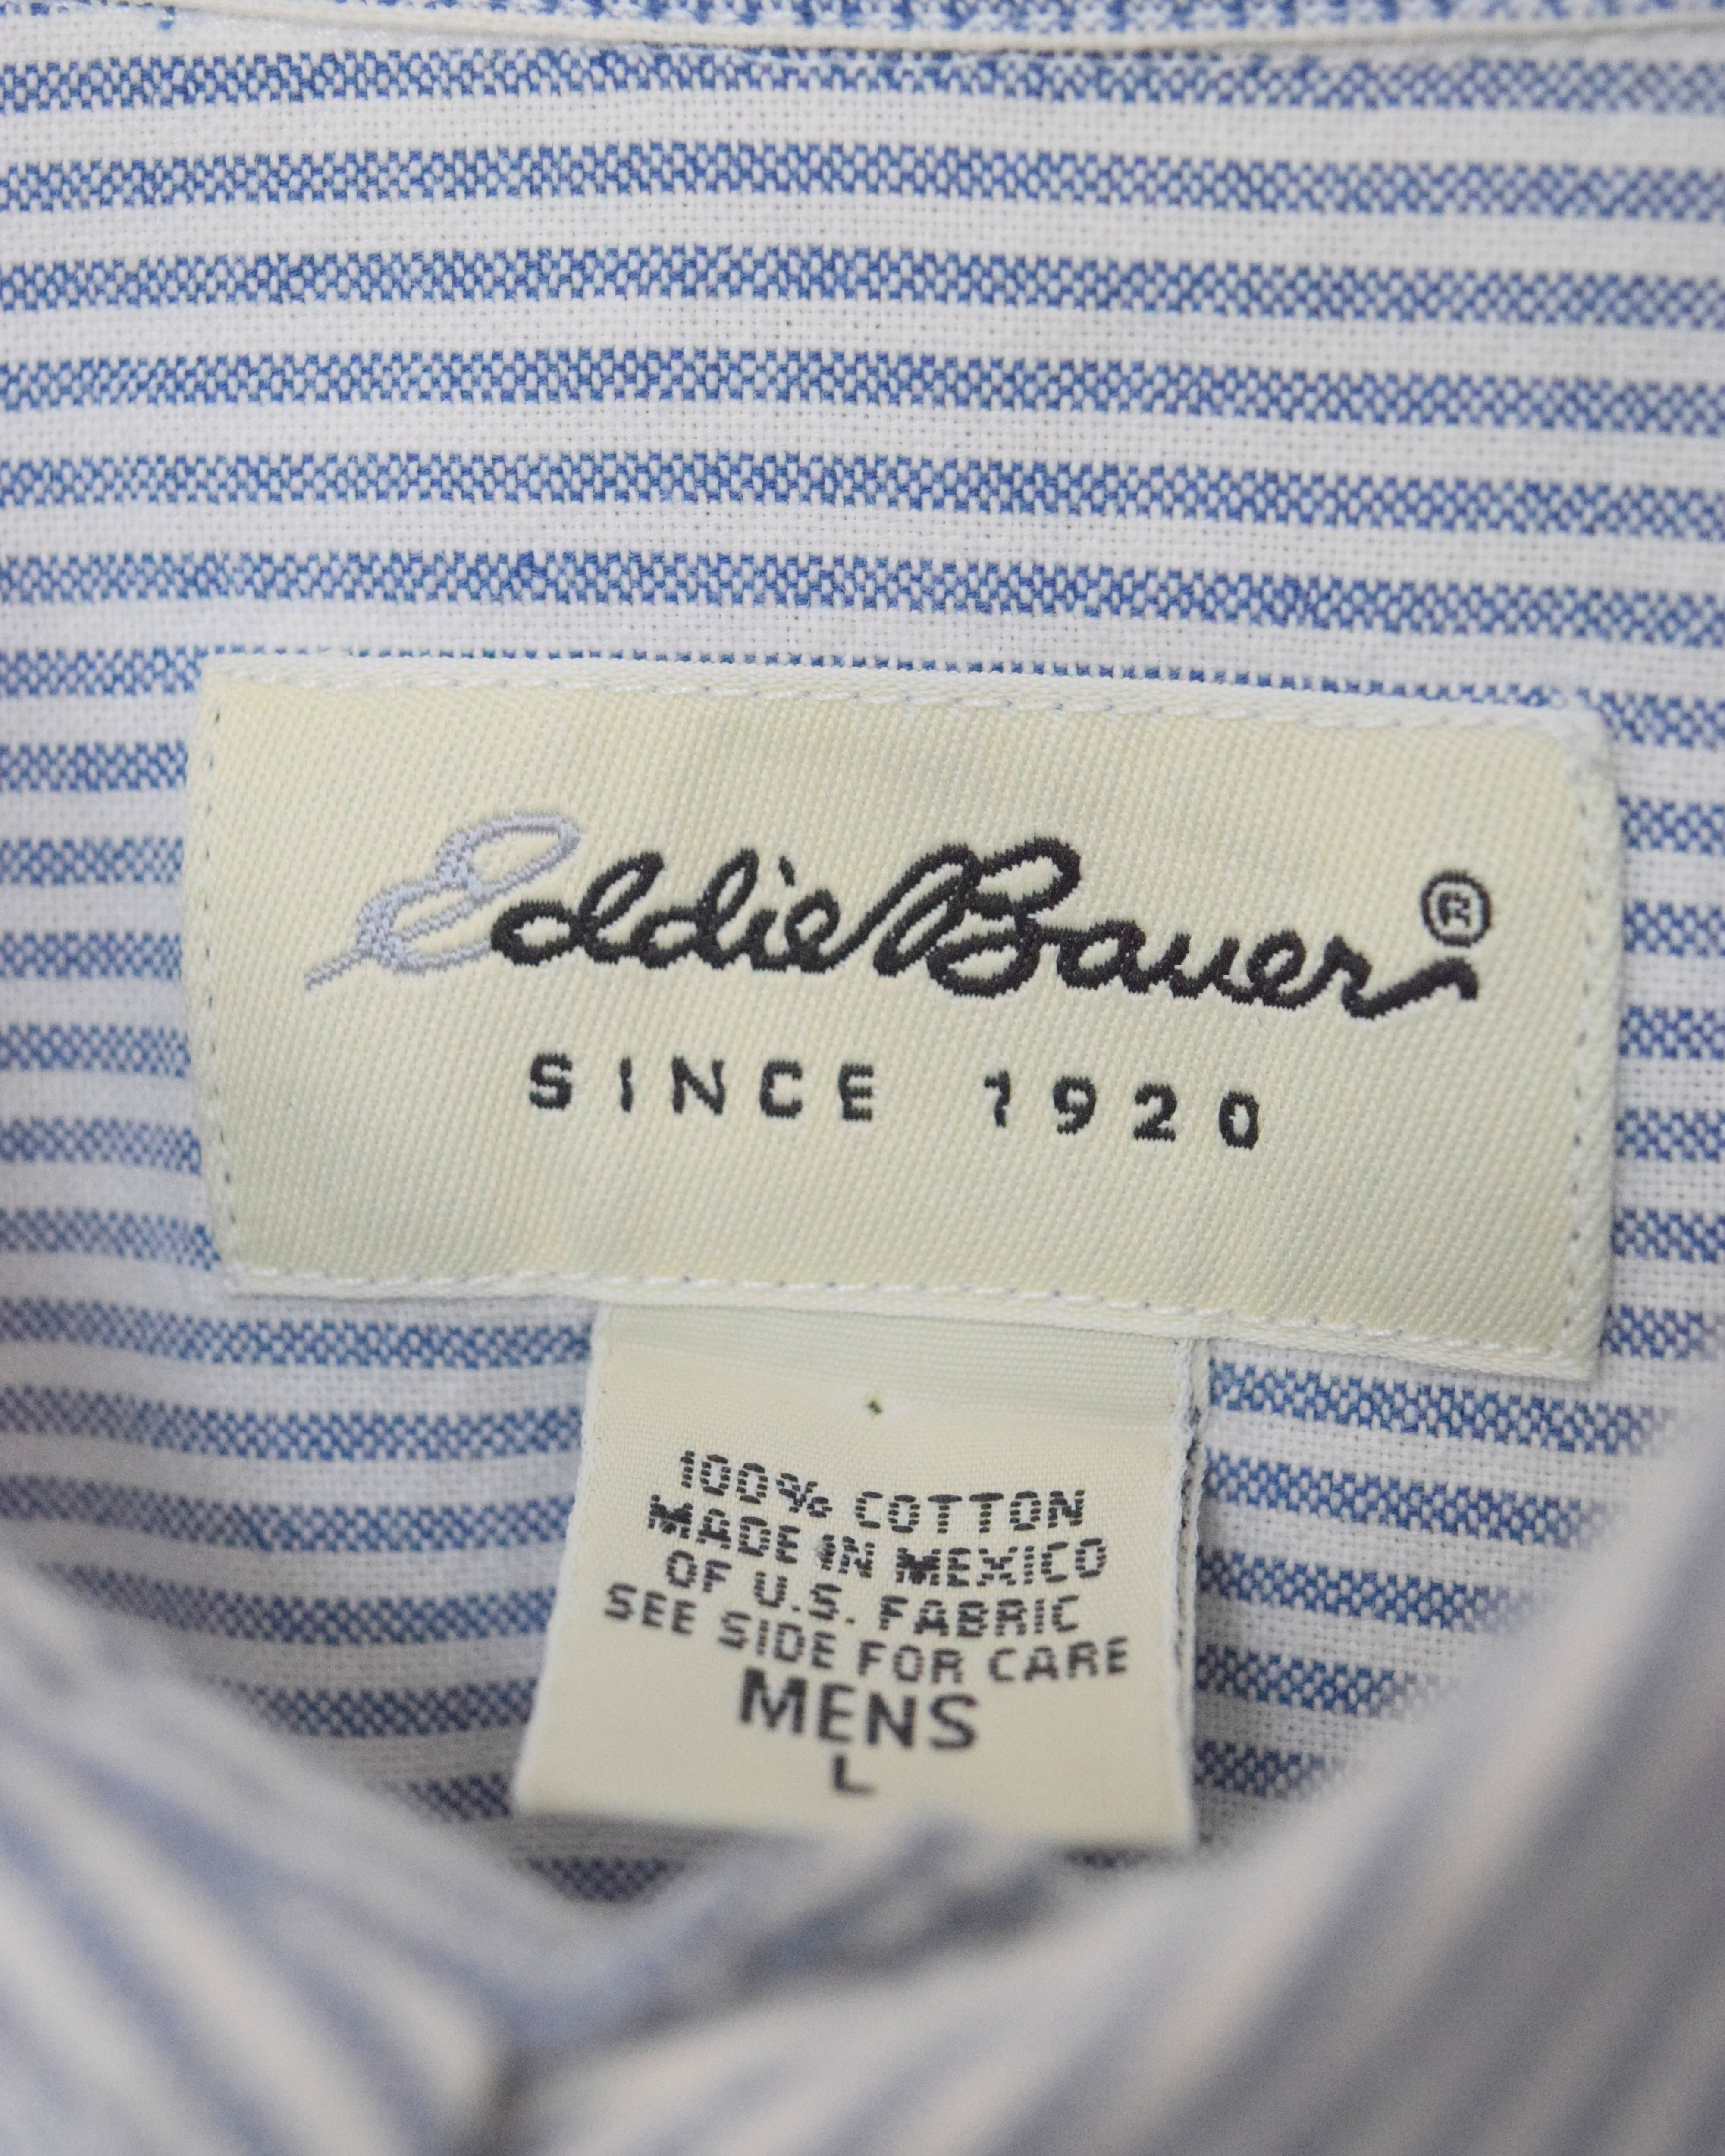 Eddie Bauer ®
SINCE 1920
100% COTTON
MADE IN MEXICO
OF U.S. FABRIC
SEE SIDE FOR CARE
MENS
L